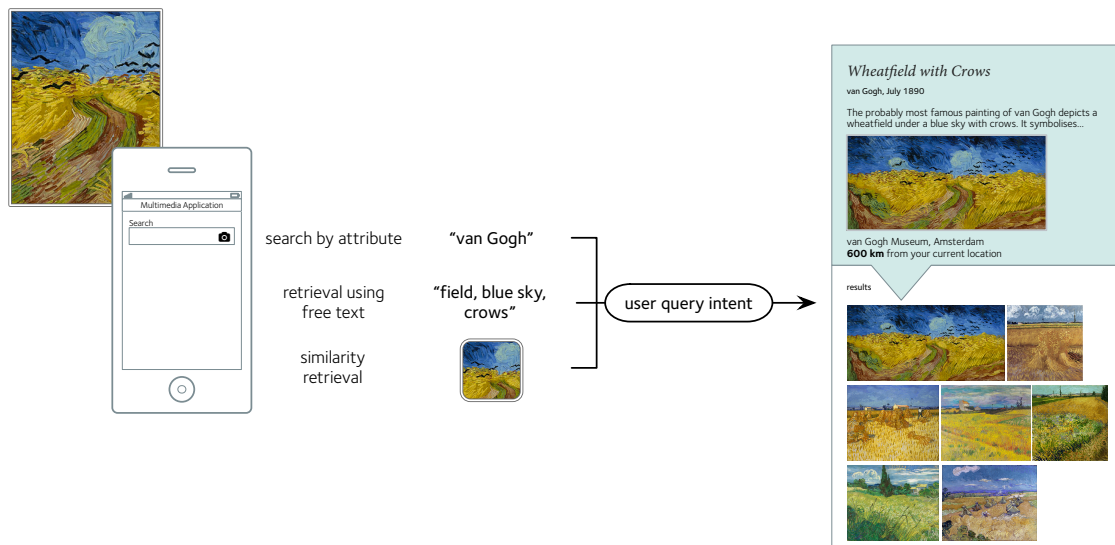 Multimedia Application
Search
search by attribute
“van Gogh”
retrieval using
free text
“field, blue sky,
crows”
similarity
retrieval
user query intent
Wheatfield with Crows
van Gogh, July 1890
The probably most famous painting of van Gogh depicts a
wheatfield under a blue sky with crows. It symbolises...
van Gogh Museum, Amsterdam
600 km from your current location
results